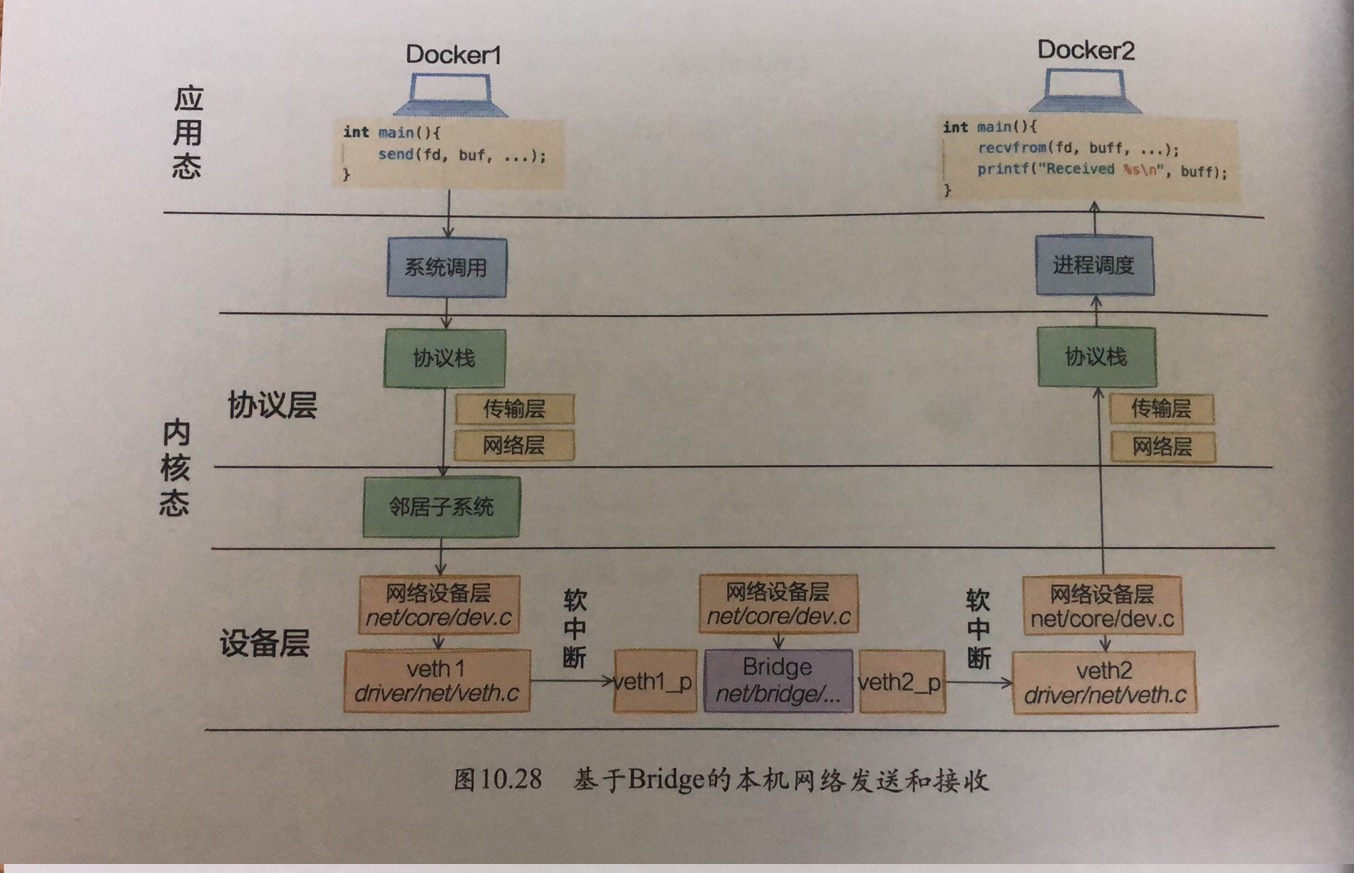 Docker1
Docker2
应用态
int main(){
send(fd, buf, ...);
}
int main(){
recvfrom(fd, buff, ...);
printf("Received %s\n", buff);
}
系统调用
进程调度
内核态
协议层
协议栈
传输层
网络层
协议栈
传输层
网络层
邻居子系统
设备层
网络设备层
net/core/dev.c
软中断
网络设备层
net/core/dev.c
软中断
网络设备层
net/core/dev.c
veth1
driver/net/veth.c
veth1_p
Bridge
net/bridge/...
veth2_p
veth2
driver/net/veth.c
图10.28 基于Bridge的本机网络发送和接收